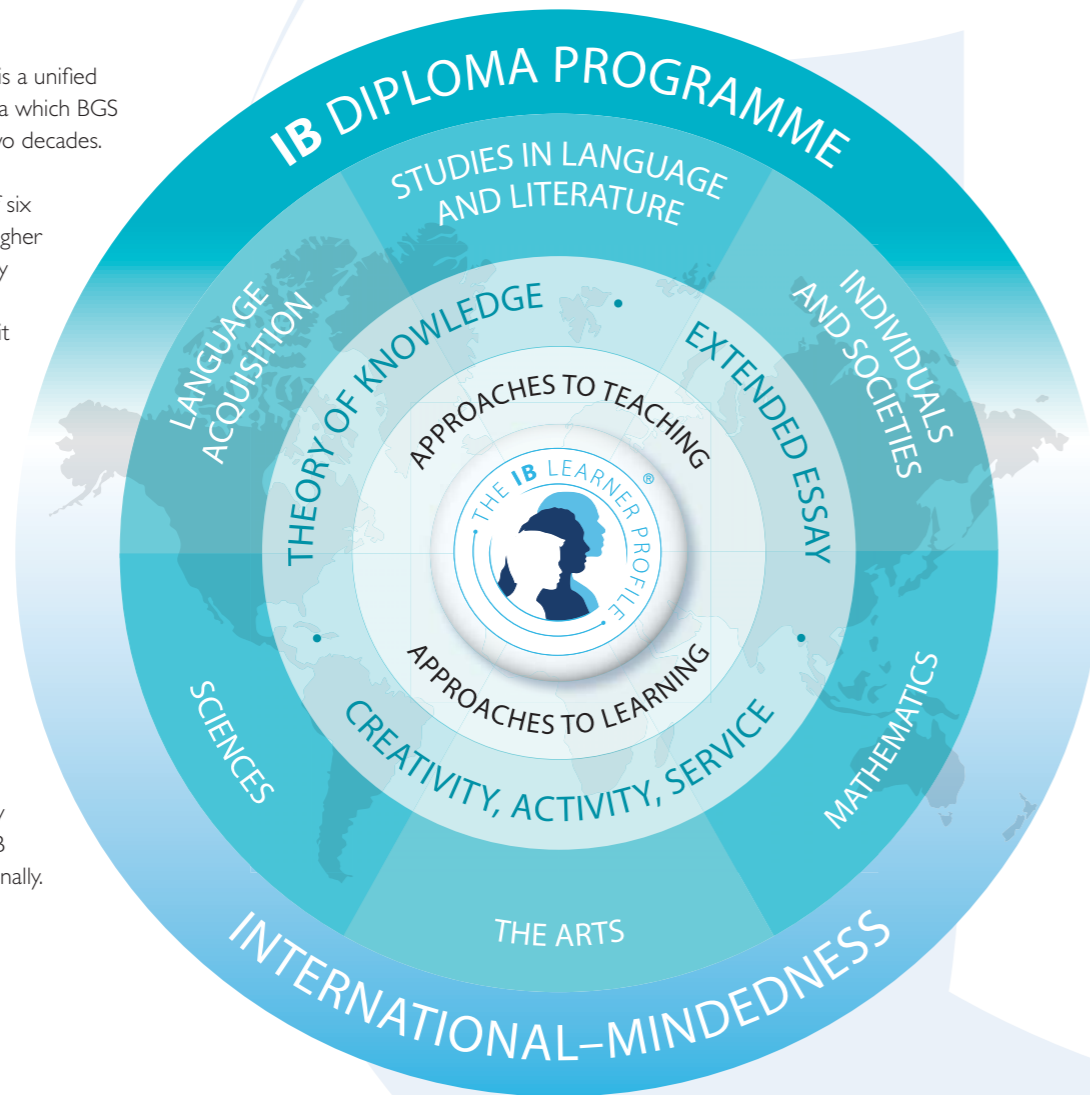 is a unified
a which BGS
vo decades.
six
gher
y
it
y
B
nally.
IB DIPLOMA PROGRAMME
STUDIES IN LANGUAGE
AND LITERATURE
LANGUAGE
ACQUISITION
INDIVIDUALS
AND SOCIETIES
THEORY OF KNOWLEDGE
EXTENDED ESSAY
APPROACHES TO TEACHING
THE IB LEARNER PROFILE ®
APPROACHES TO LEARNING
CREATIVITY, ACTIVITY, SERVICE
SCIENCES
MATHEMATICS
THE ARTS
INTERNATIONAL–MINDEDNESS